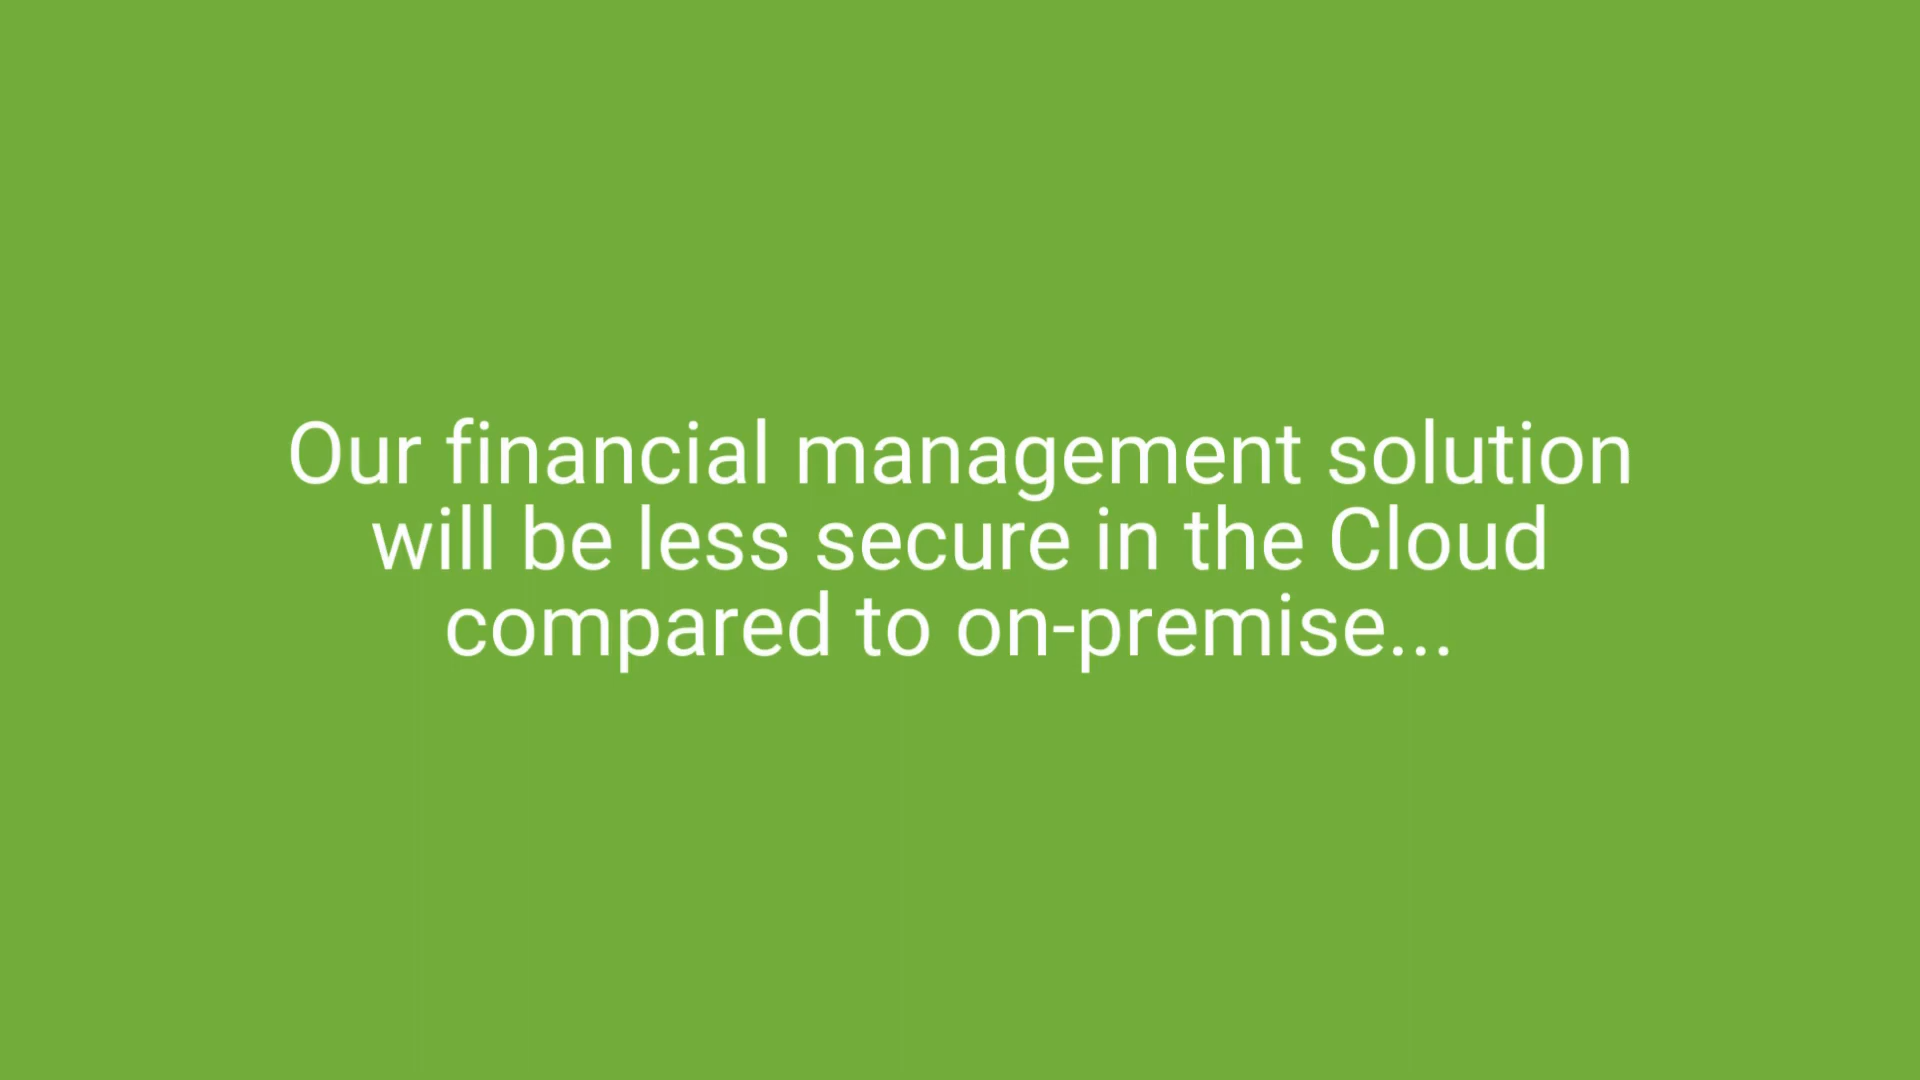 Our financial management solution
will be less secure in the Cloud
compared to on-premise...